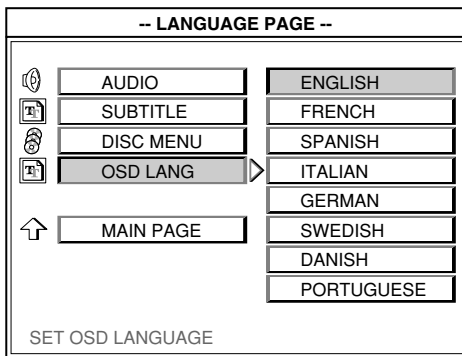 -- LANGUAGE PAGE --
AUDIO
SUBTITLE
DISC MENU
OSD LANG
MAIN PAGE
ENGLISH
FRENCH
SPANISH
ITALIAN
GERMAN
SWEDISH
DANISH
PORTUGUESE
SET OSD LANGUAGE